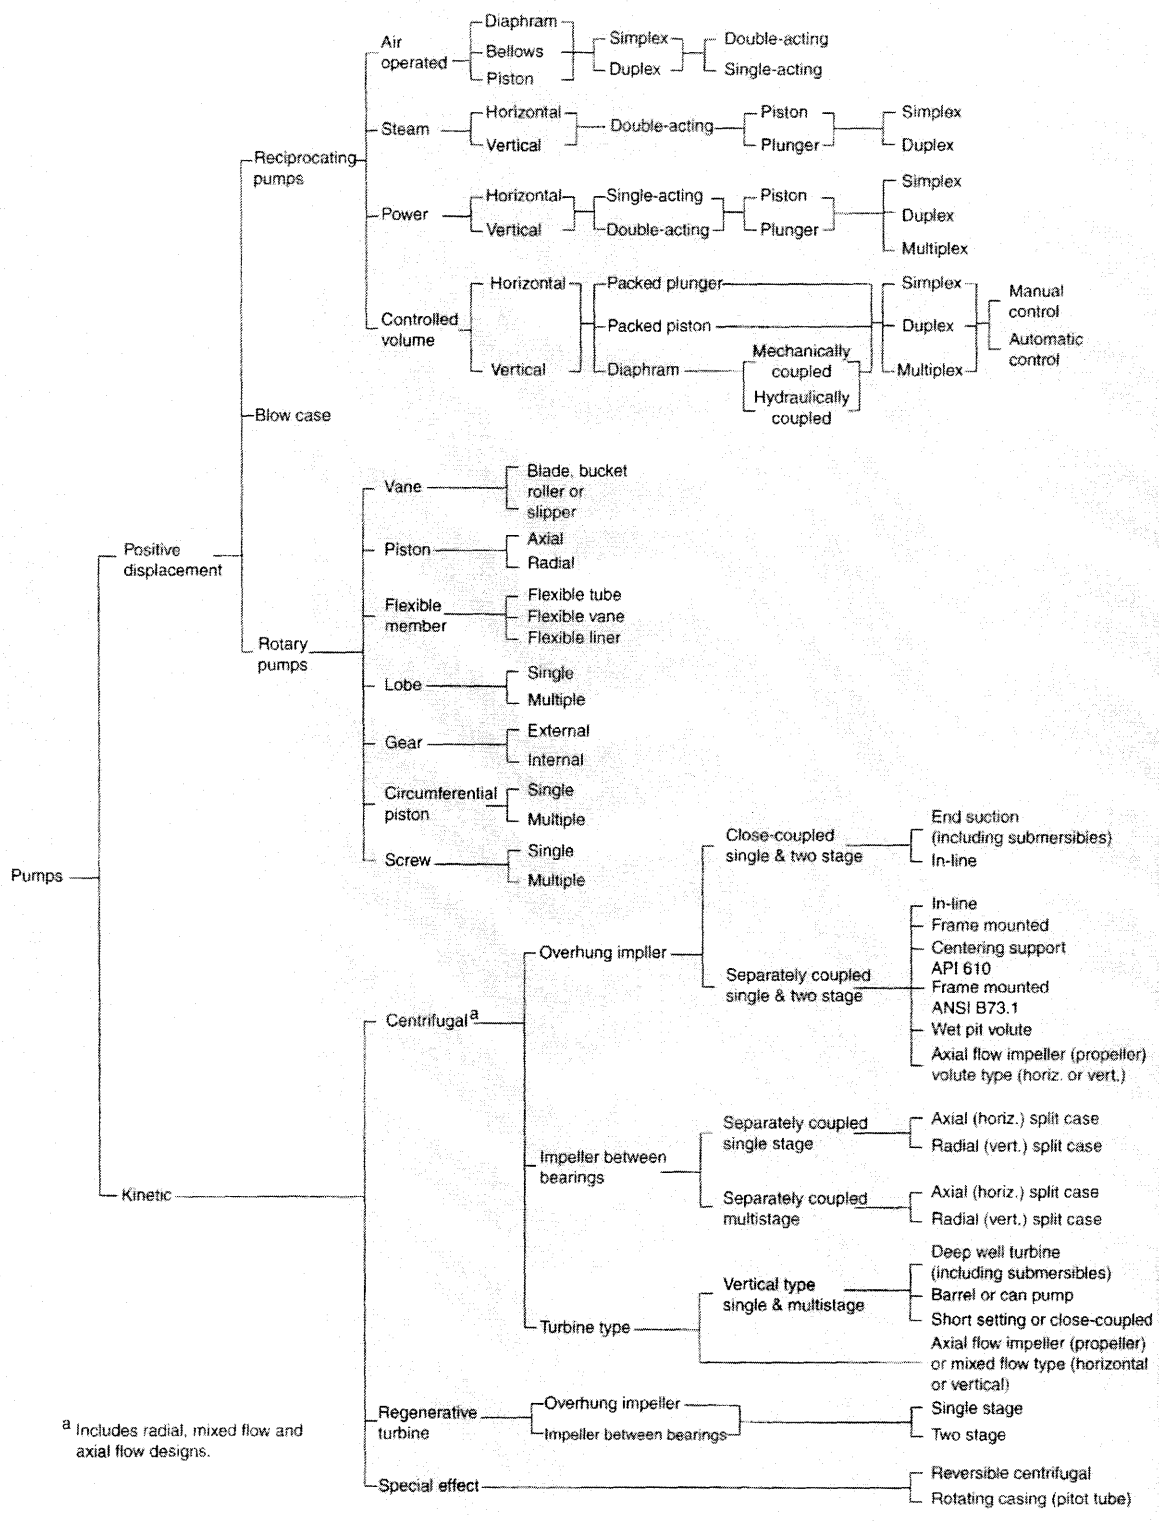 Diaphram
Air
operated
Bellows
Piston
Simplex
Duplex
Double-acting
Single-acting
Steam
Horizontal
Vertical
Double-acting
Piston
Plunger
Simplex
Duplex
Reciprocating
pumps
Power
Horizontal
Vertical
Single-acting
Double-acting
Piston
Plunger
Simplex
Duplex
Multiplex
Controlled
volume
Horizontal
Vertical
Packed plunger
Packed piston
Diaphram
Mechanically
coupled
Hydraulically
coupled
Simplex
Duplex
Multiplex
Manual
control
Automatic
control
Blow case
Positive
displacement
Rotary
pumps
Vane
Blade, bucket
roller or
slipper
Piston
Axial
Radial
Flexible
member
Flexible tube
Flexible vane
Flexible liner
Lobe
Single
Multiple
Gear
External
Internal
Circumferential
piston
Single
Multiple
Screw
Single
Multiple
Pumps
Kinetic
Centrifugal a
Overhung impller
Close-coupled
single & two stage
End suction
(including submersibles)
In-line
Separately coupled
single & two stage
In-line
Frame mounted
Centering support
API 610
Frame mounted
ANSI B73.1
Wet pit volute
Axial flow impeller (propeller)
volute type (horiz. or vert.)
Impeller between
bearings
Separately coupled
single stage
Axial (horiz.) split case
Radial (vert.) split case
Separately coupled
multistage
Axial (horiz.) split case
Radial (vert.) split case
Turbine type
Vertical type
single & multistage
Deep well turbine
(including submersibles)
Barrel or can pump
Short setting or close-coupled
Axial flow impeller (propeller)
or mixed flow type (horizontal
or vertical)
Regenerative
turbine
Overhung impeller
Impeller between bearings
Single stage
Two stage
Special effect
Reversible centrifugal
Rotating casing (pitot tube)
a Includes radial, mixed flow and
axial flow designs.